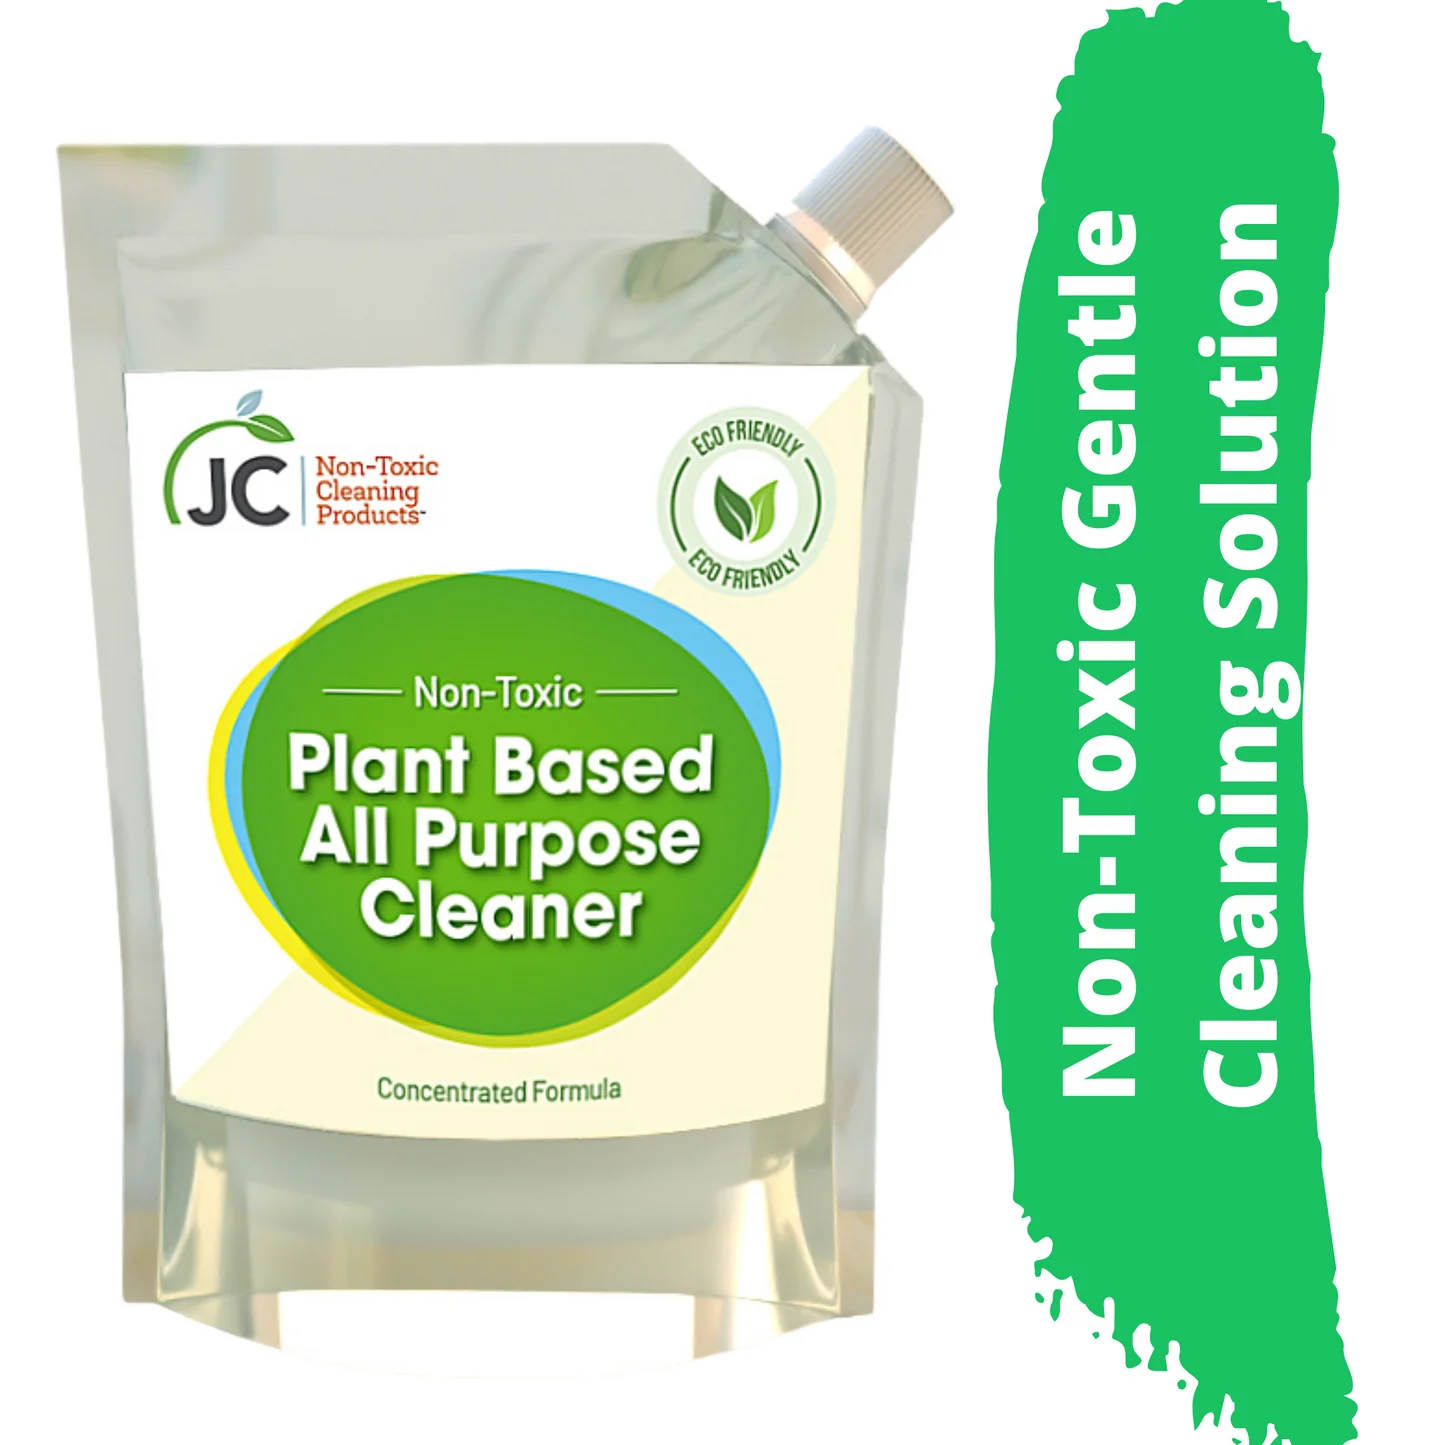 JC
Non-Toxic
Cleaning
Products™
ECO FRIENDLY
ECO FRIENDLY
Non-Toxic
Plant Based
All Purpose
Cleaner
Concentrated Formula
Non-Toxic Gentle
Cleaning Solution